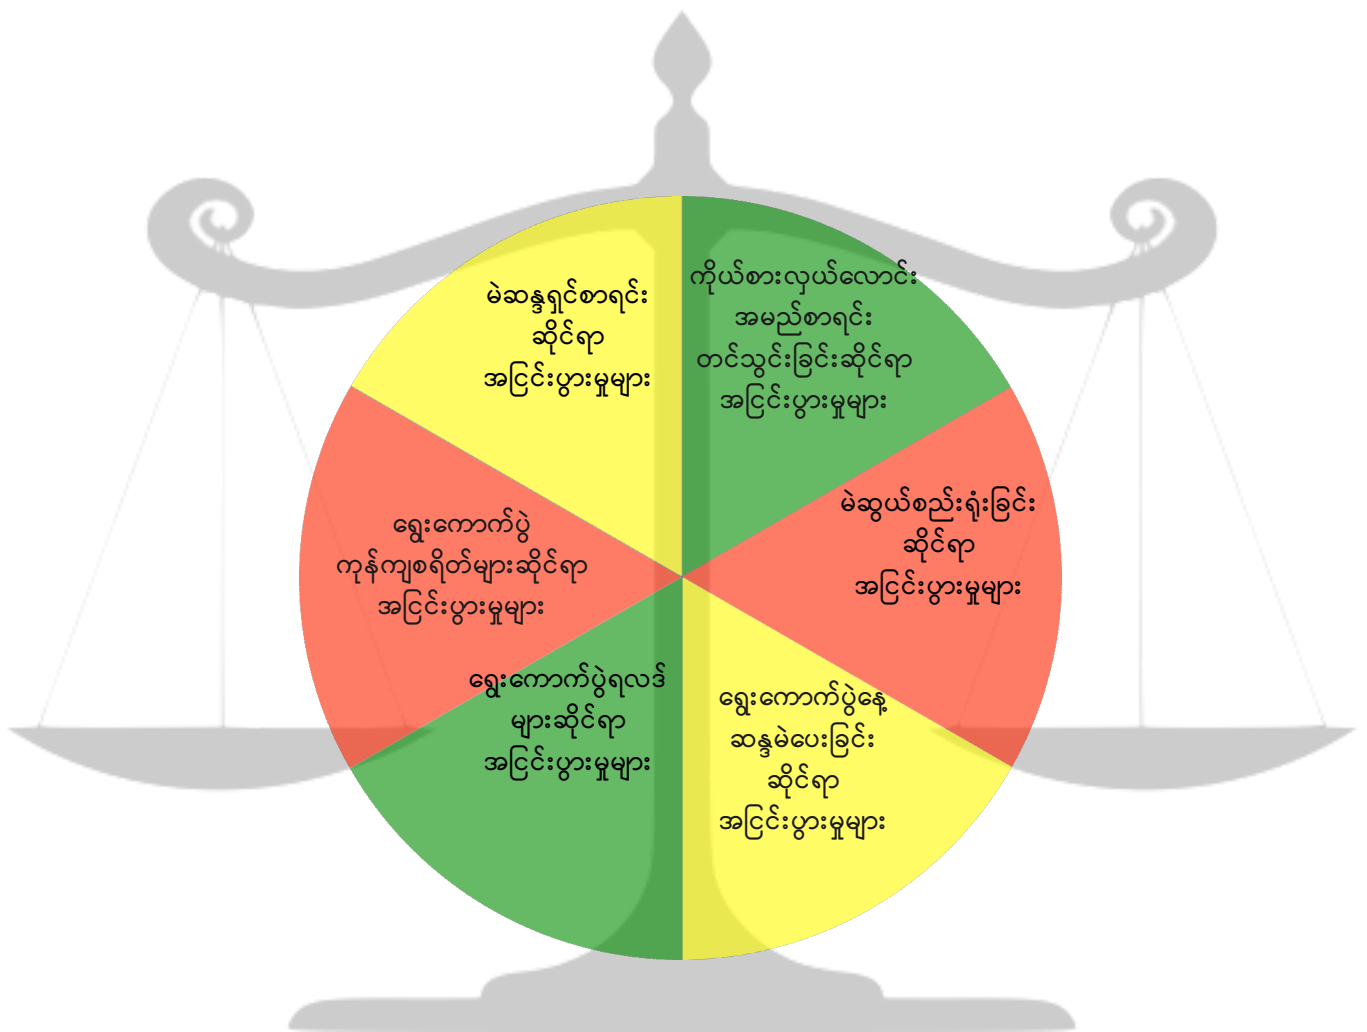 မဲဆန္ဒရှင်စာရင်း
ဆိုင်ရာ
အငြင်းပွားမှုများ
ကိုယ်စားလှယ်လောင်း
အမည်စာရင်း
တင်သွင်းခြင်းဆိုင်ရာ
အငြင်းပွားမှုများ
မဲဆွယ်စည်းရုံးခြင်း
ဆိုင်ရာ
အငြင်းပွားမှုများ
ရွေးကောက်ပွဲနေ့
ဆန္ဒမဲပေးခြင်း
ဆိုင်ရာ
အငြင်းပွားမှုများ
ရွေးကောက်ပွဲရလဒ်
များဆိုင်ရာ
အငြင်းပွားမှုများ
ရွေးကောက်ပွဲ
ကုန်ကျစရိတ်များဆိုင်ရာ
အငြင်းပွားမှုများ